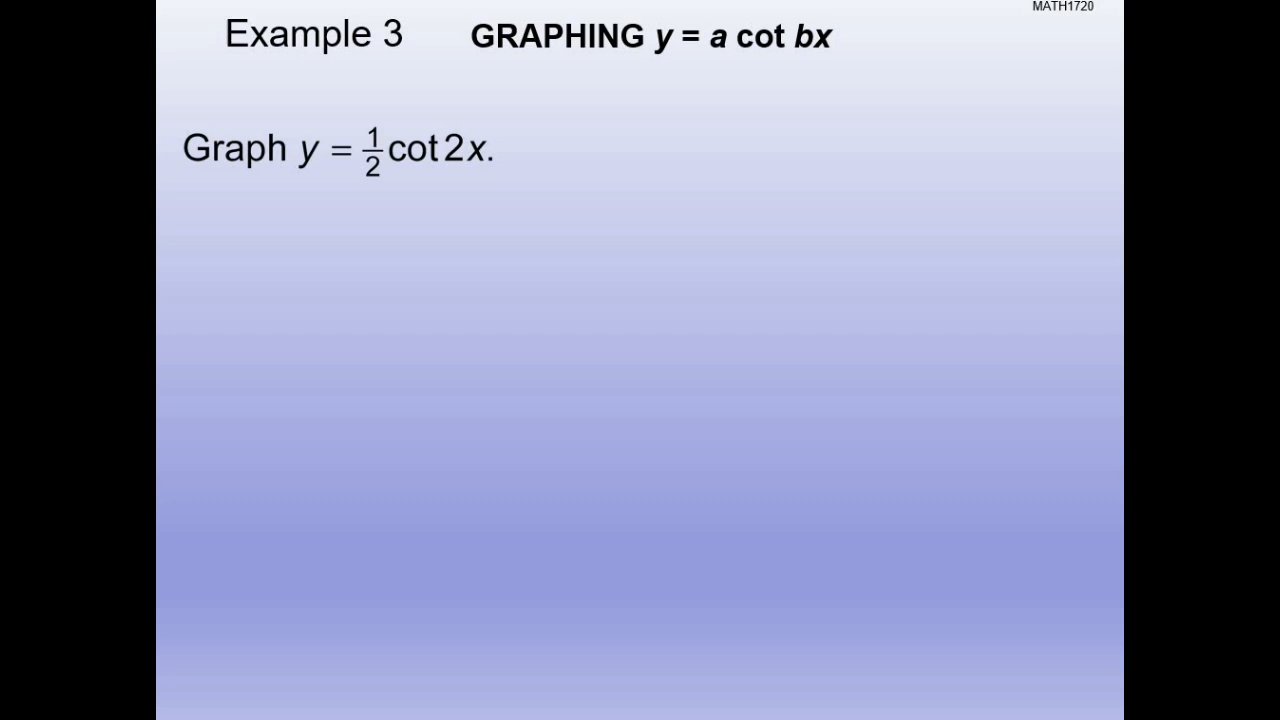 MATH1720
Example 3 GRAPHING y = a cot bx
Graph y = 1/2 cot 2x.